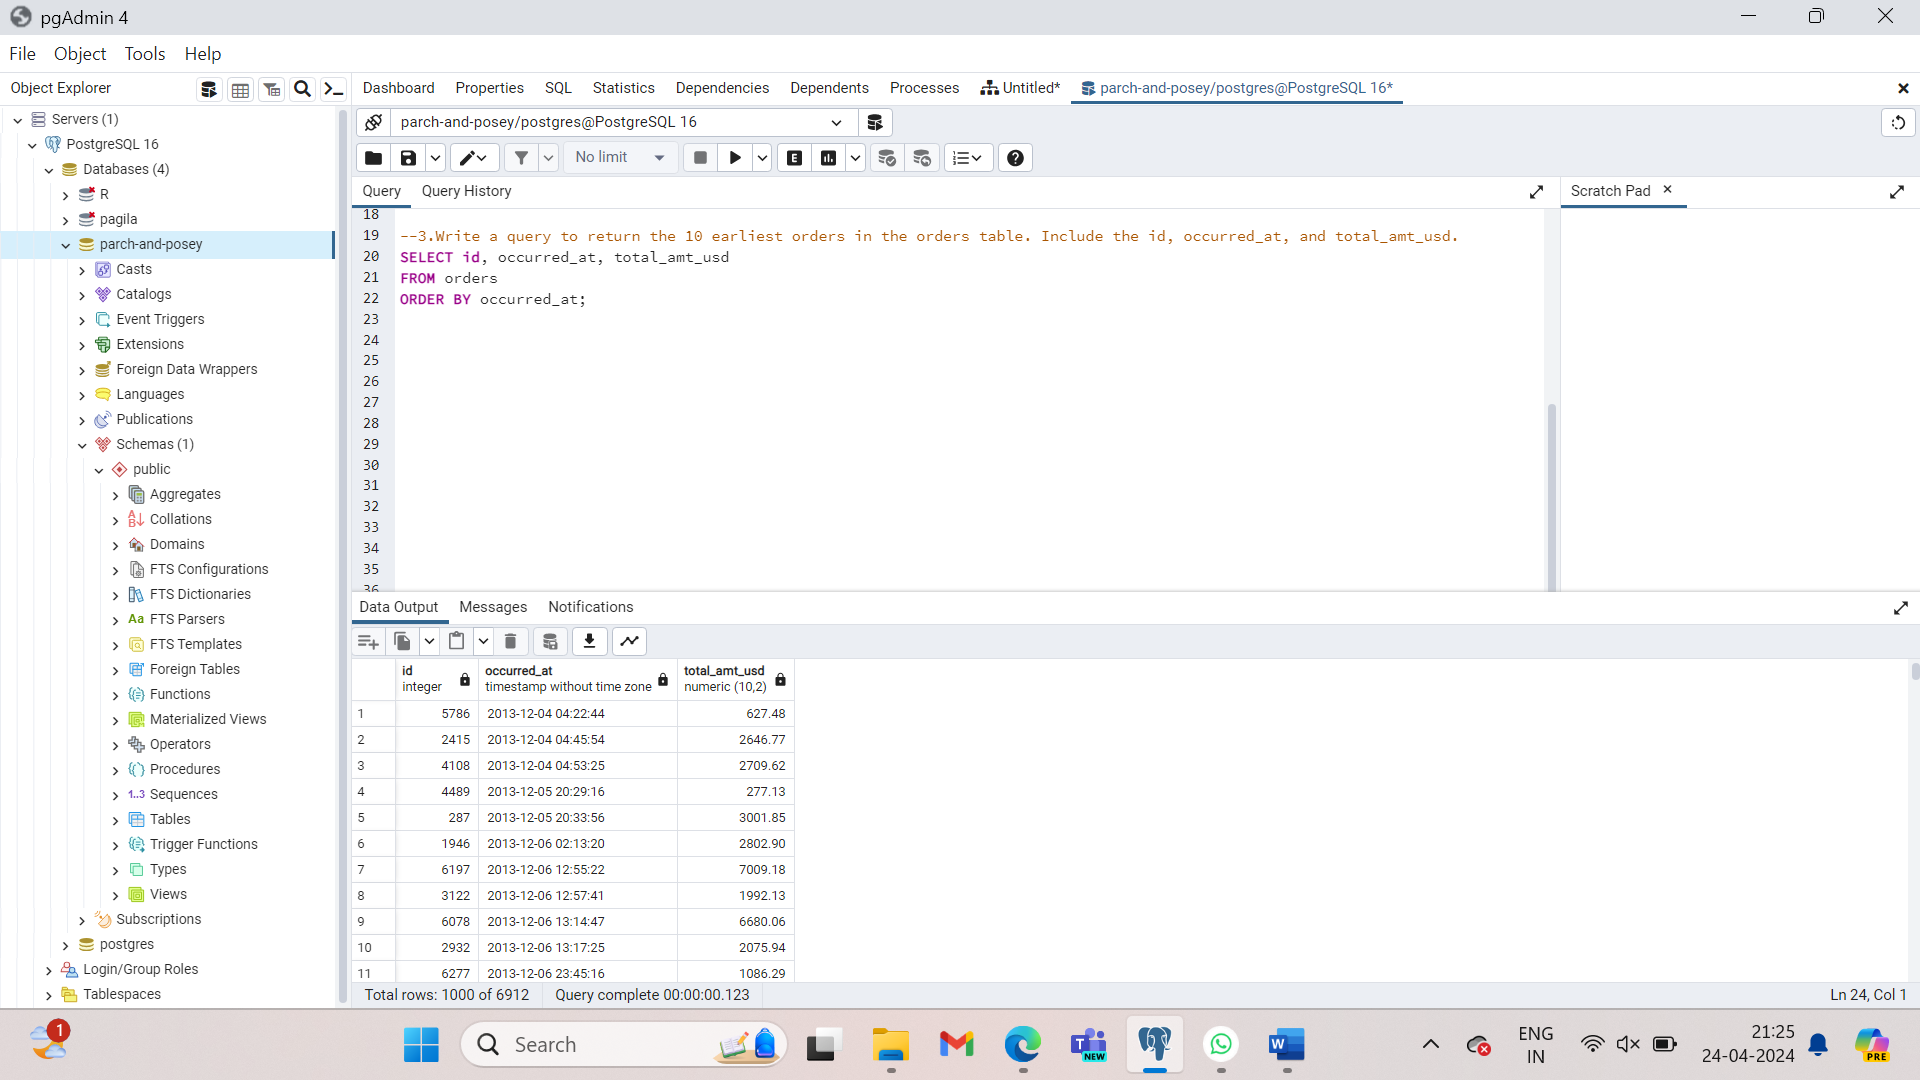 pgAdmin 4
File Object Tools Help
Object Explorer
Dashboard Properties SQL Statistics Dependencies Dependents Processes Untitled* parch-and-posey/postgres@PostgreSQL 16*
parch-and-posey/postgres@PostgreSQL 16
No limit
E
Query Query History
Scratch Pad
Servers (1)
PostgreSQL 16
Databases (4)
R
pagila
parch-and-posey
Casts
Catalogs
Event Triggers
Extensions
Foreign Data Wrappers
Languages
Publications
Schemas (1)
public
Aggregates
Collations
Domains
FTS Configurations
FTS Dictionaries
Aa FTS Parsers
FTS Templates
Foreign Tables
Functions
Materialized Views
Operators
Procedures
1..3 Sequences
Tables
Trigger Functions
Types
Views
Subscriptions
postgres
Login/Group Roles
Tablespaces
18
19 --3.Write a query to return the 10 earliest orders in the orders table. Include the id, occurred_at, and total_amt_usd.
20 SELECT id, occurred_at, total_amt_usd
21 FROM orders
22 ORDER BY occurred_at;
23
24
25
26
27
28
29
30
31
32
33
34
35
36
Data Output Messages Notifications
id occurred_at total_amt_usd
integer timestamp without time zone numeric (10,2)
1 5786 2013-12-04 04:22:44 627.48
2 2415 2013-12-04 04:45:54 2646.77
3 4108 2013-12-04 04:53:25 2709.62
4 4489 2013-12-05 20:29:16 277.13
5 287 2013-12-05 20:33:56 3001.85
6 1946 2013-12-06 02:13:20 2802.90
7 6197 2013-12-06 12:55:22 7009.18
8 3122 2013-12-06 12:57:41 1992.13
9 6078 2013-12-06 13:14:47 6680.06
10 2932 2013-12-06 13:17:25 2075.94
11 6277 2013-12-06 23:45:16 1086.29
Total rows: 1000 of 6912 Query complete 00:00:00.123
Ln 24, Col 1
1
Search
T NEW
W
ENG
IN
21:25
24-04-2024
PRE